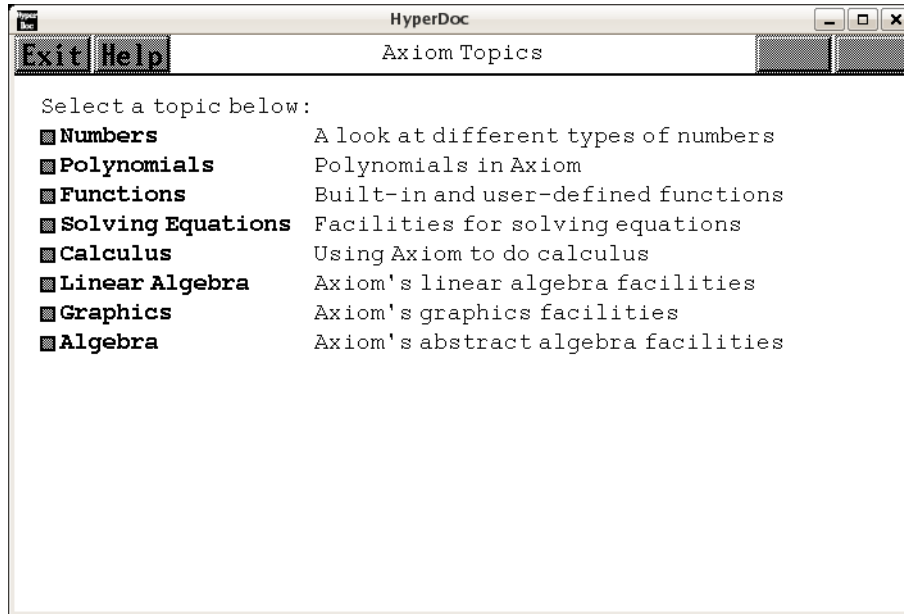 Hyper Doc
HyperDoc
Exit Help Axiom Topics
Select a topic below:
Numbers A look at different types of numbers
Polynomials Polynomials in Axiom
Functions Built-in and user-defined functions
Solving Equations Facilities for solving equations
Calculus Using Axiom to do calculus
Linear Algebra Axiom's linear algebra facilities
Graphics Axiom's graphics facilities
Algebra Axiom's abstract algebra facilities